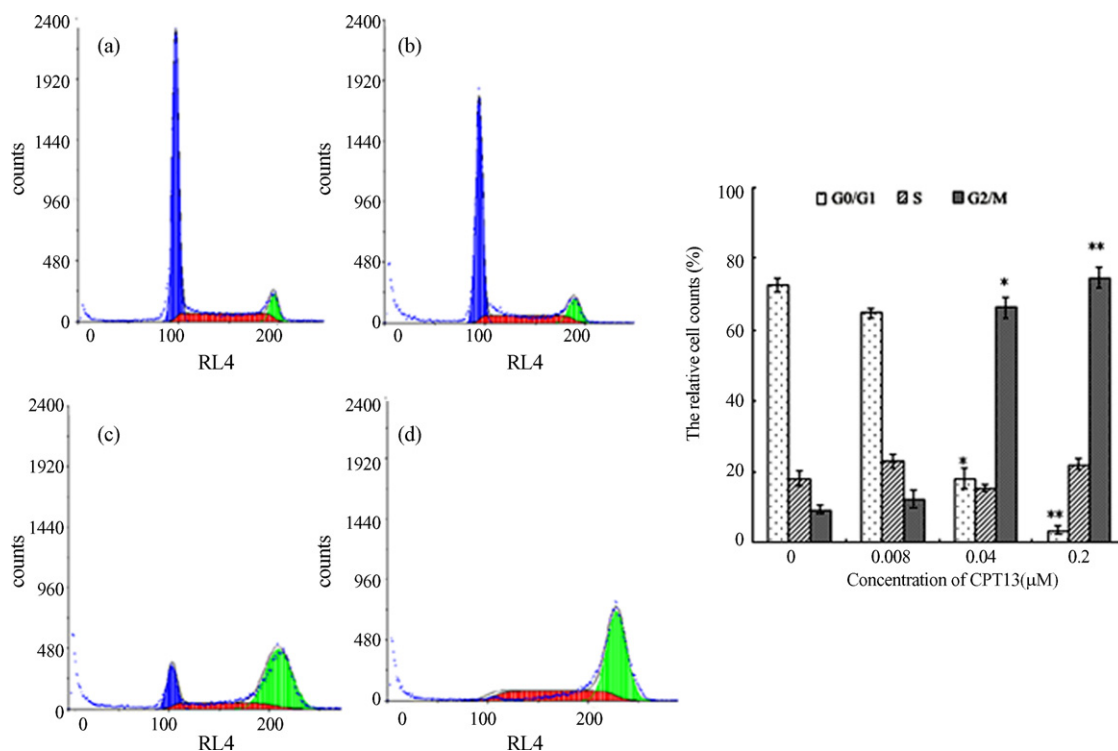 2400
1920
1440
960
480
0
counts
(a)
0 100 200
RL4
2400
1920
1440
960
480
0
counts
(b)
0 100 200
RL4
2400
1920
1440
960
480
0
counts
(c)
0 100 200
RL4
2400
1920
1440
960
480
0
counts
(d)
0 100 200
RL4
100
80
60
40
20
0
The relative cell counts (%)
G0/G1 S G2/M
* * ** **
0 0.008 0.04 0.2
Concentration of CPT13(μM)